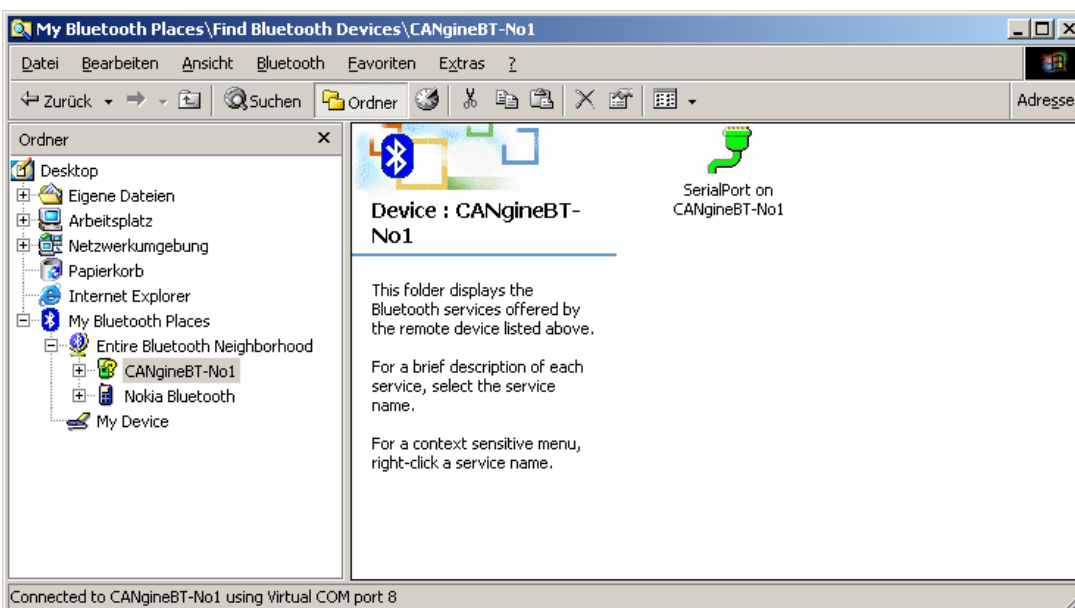 My Bluetooth Places\Find Bluetooth Devices\CANgineBT-No1
Datei Bearbeiten Ansicht Bluetooth Favoriten Extras ?
Zurück Suchen Ordner Adresse
Ordner
Desktop
Eigene Dateien
Arbeitsplatz
Netzwerkumgebung
Papierkorb
Internet Explorer
My Bluetooth Places
Entire Bluetooth Neighborhood
CANgineBT-No1
Nokia Bluetooth
My Device
Device : CANgineBT-
No1
This folder displays the
Bluetooth services offered by
the remote device listed above.
For a brief description of each
service, select the service
name.
For a context sensitive menu,
right-click a service name.
SerialPort on
CANgineBT-No1
Connected to CANgineBT-No1 using Virtual COM port 8